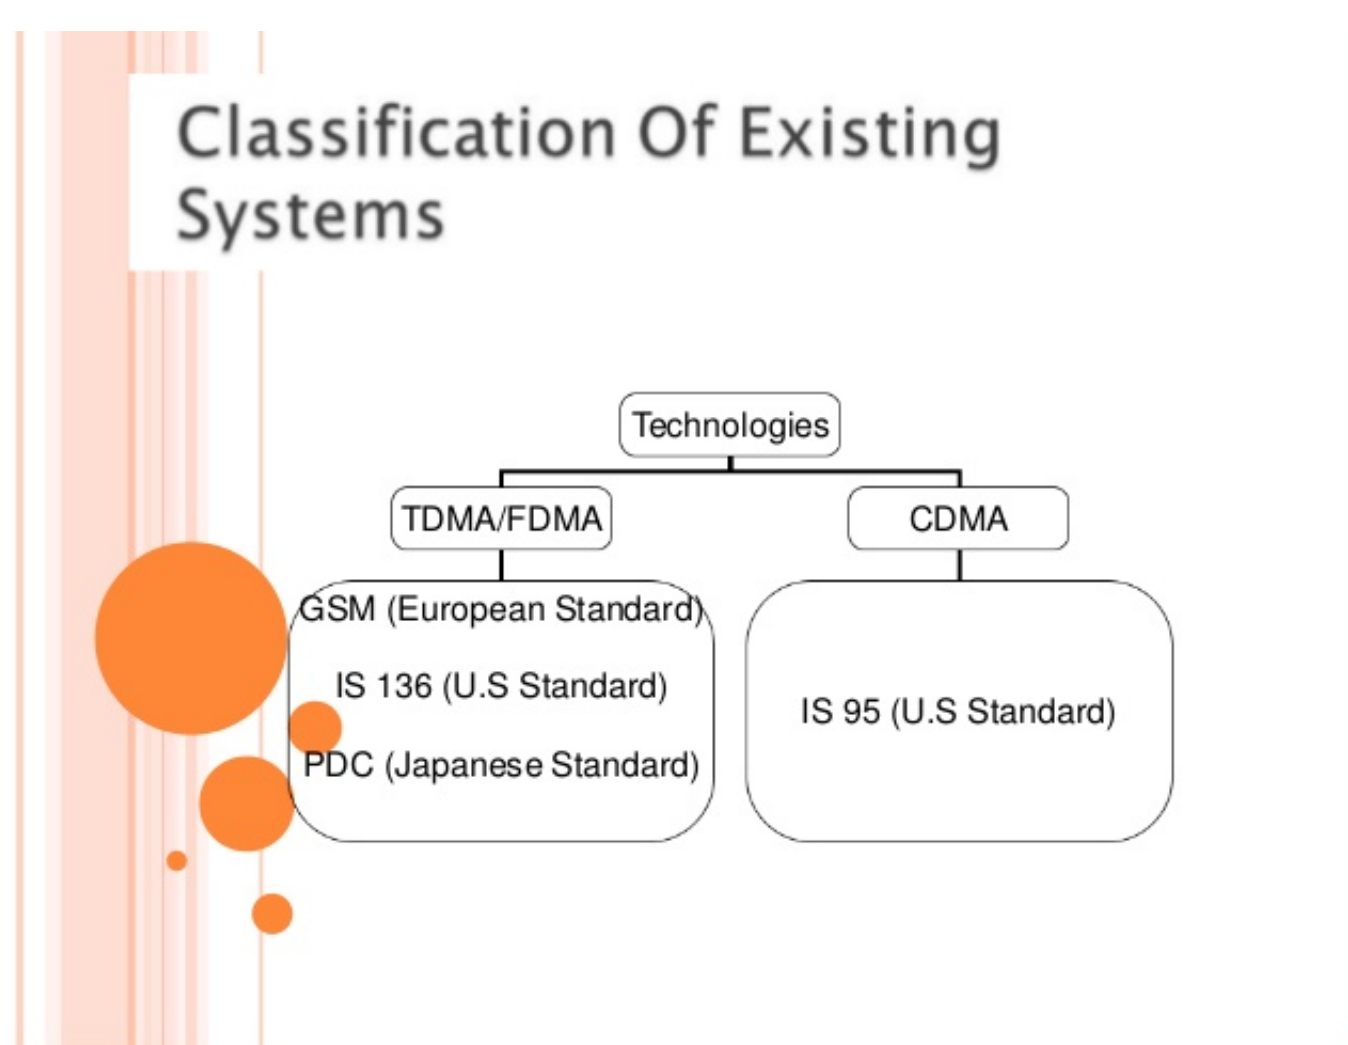 Classification Of Existing
Systems
Technologies
TDMA/FDMA
CDMA
GSM (European Standard)
IS 136 (U.S Standard)
PDC (Japanese Standard)
IS 95 (U.S Standard)